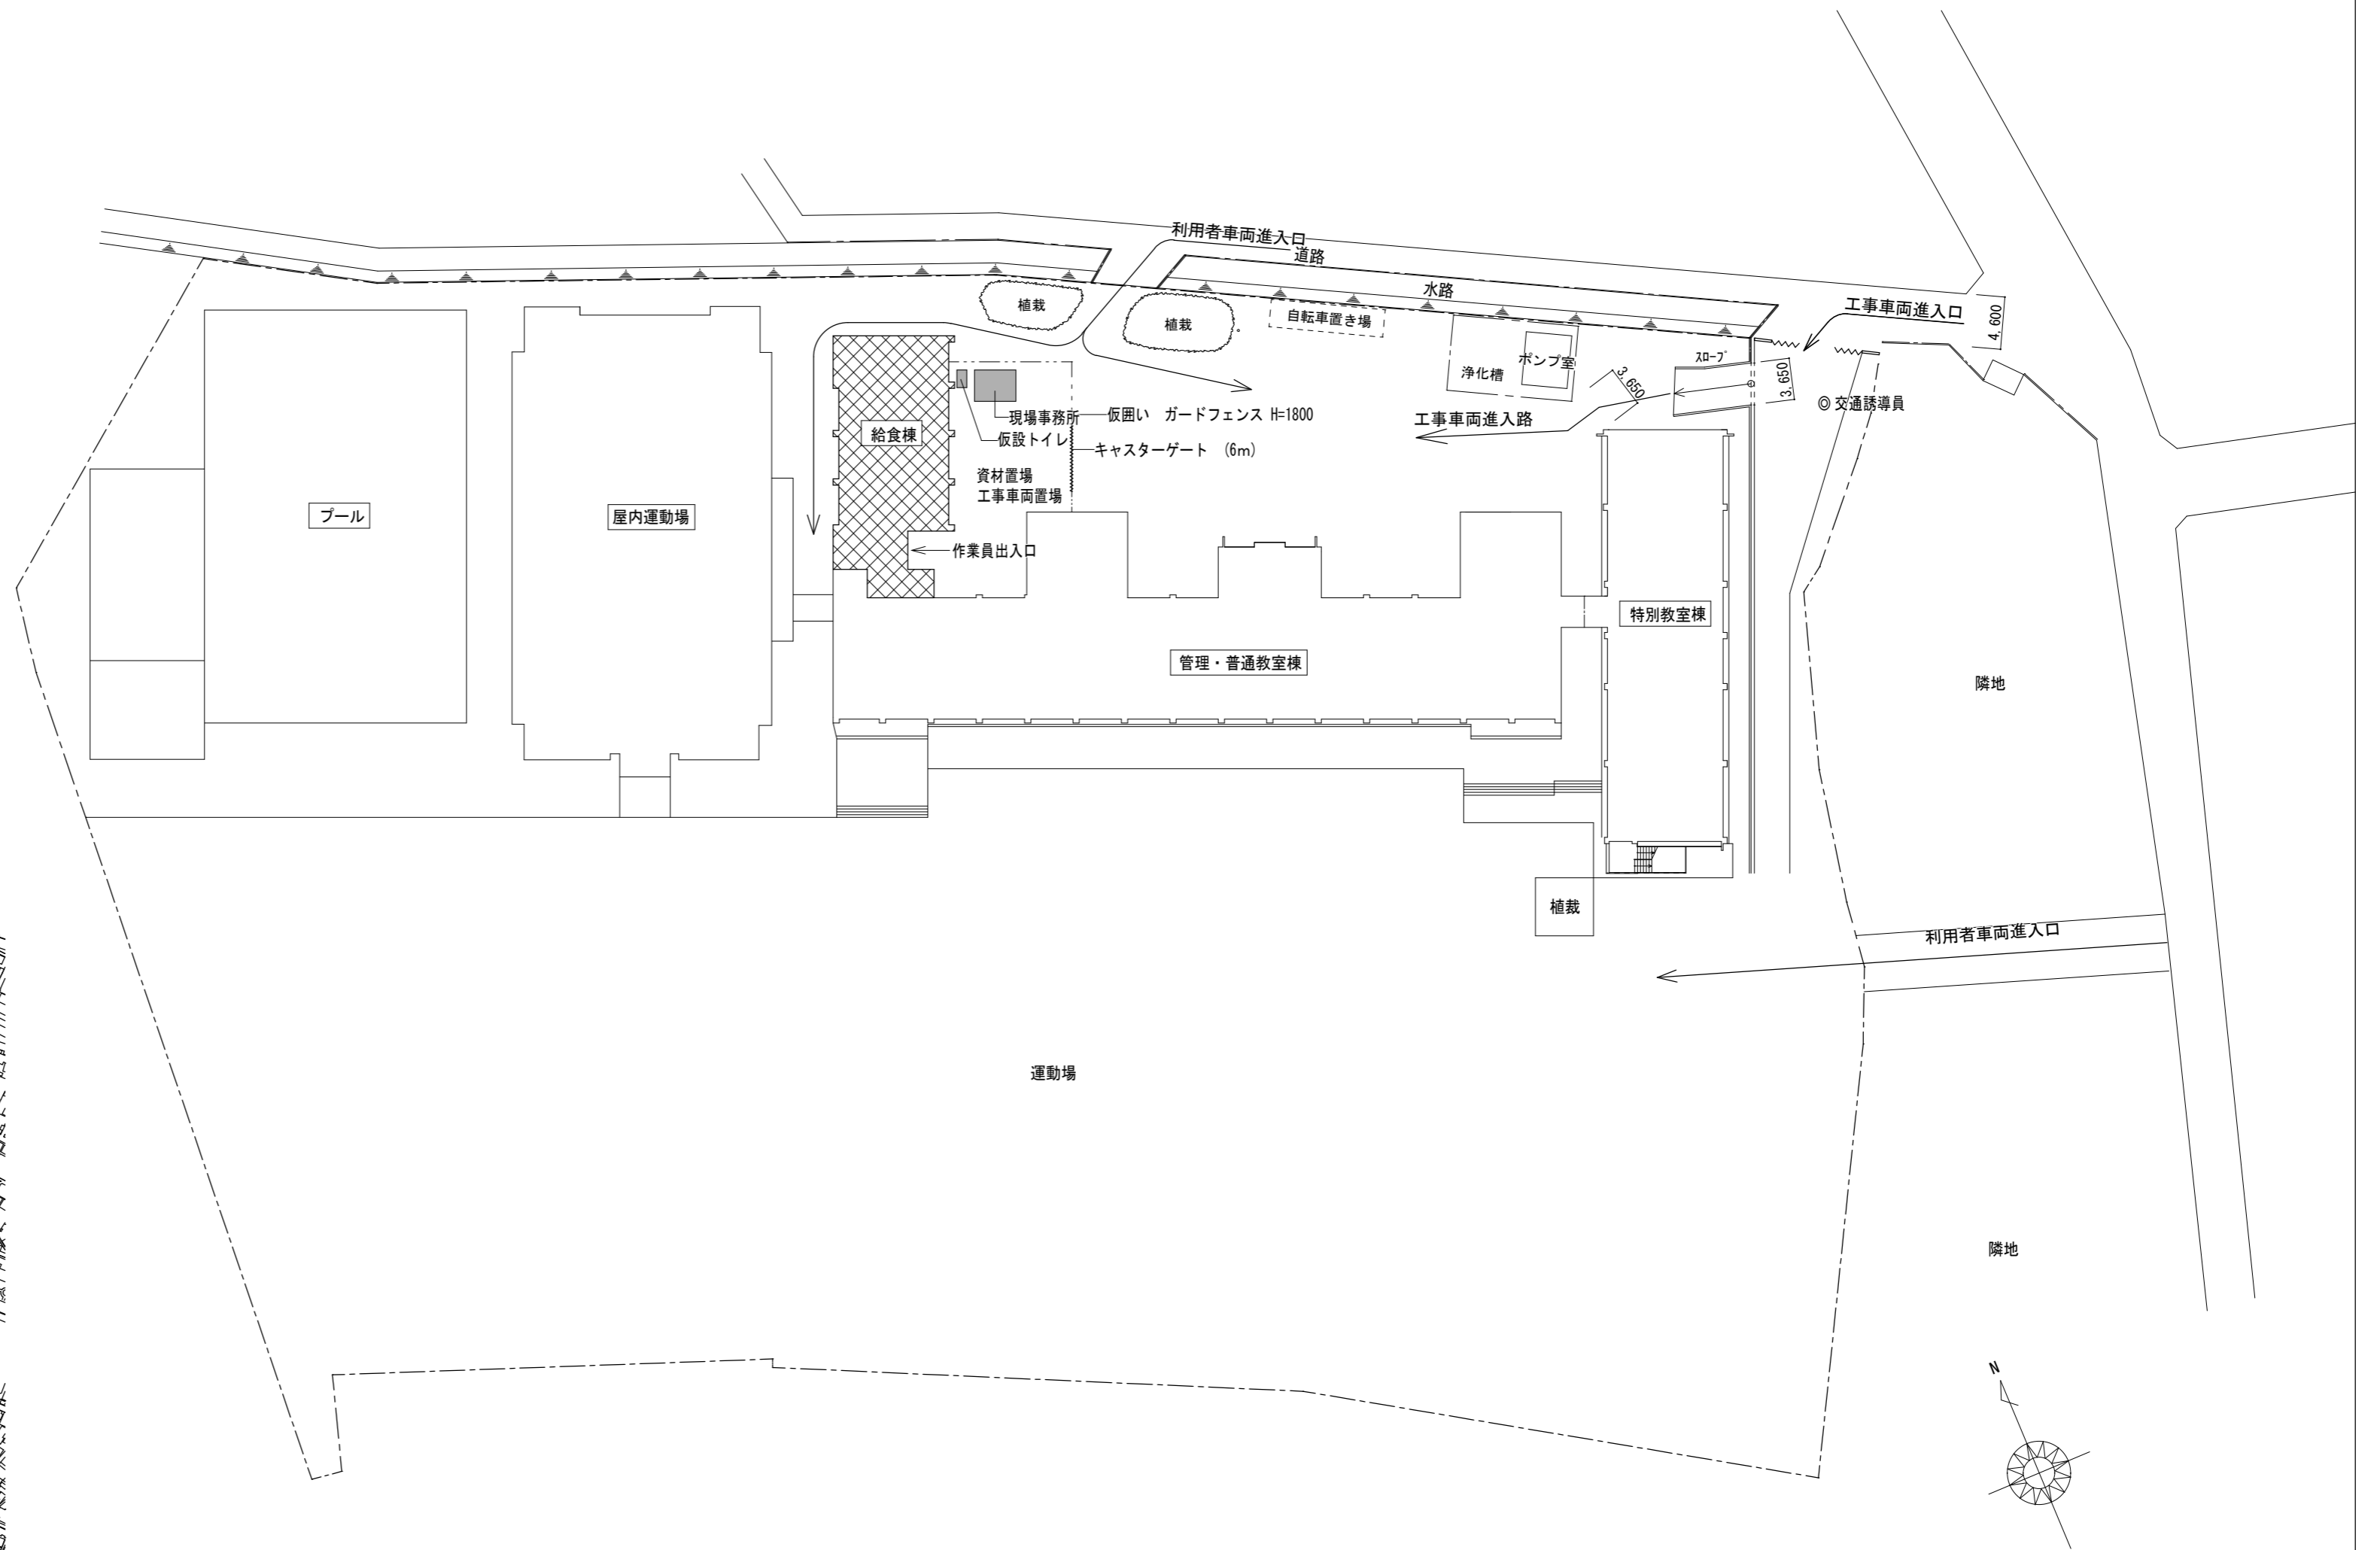 利用者車両進入口
道路
水路
工事車両進入口
4,600
植栽
植栽
自転車置き場
浄化槽
ポンプ室
スロープ
3,650
3,650
◎交通誘導員
工事車両進入路
現場事務所
仮囲い ガードフェンス H=1800
仮設トイレ
キャスターゲート (6m)
給食棟
資材置場
工事車両置場
作業員出入口
プール
屋内運動場
特別教室棟
管理・普通教室棟
隣地
植裁
利用者車両進入口
運動場
隣地
N